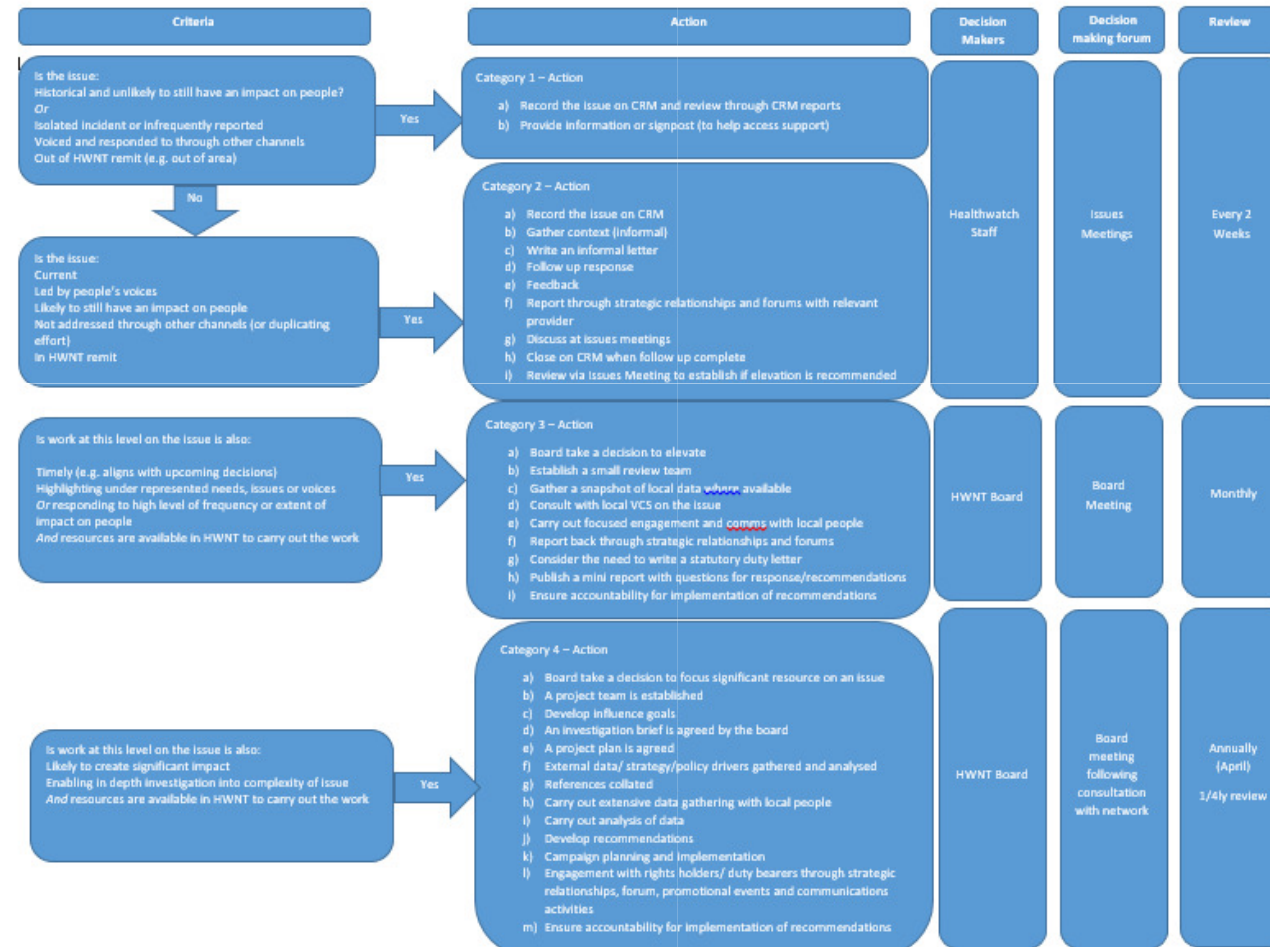 Criteria
Action
Decision
Makers
Decision
making forum
Review
Is the issue:
Historical and unlikely to still have an impact on people?
Or
Isolated incident or infrequently reported
Voiced and responded to through other channels
Out of HWNT remit (e.g. out of area)
Yes
Category 1 – Action
a) Record the issue on CRM and review through CRM reports
b) Provide information or signpost (to help access support)
No
Is the issue:
Current
Led by people's voices
Likely to still have an impact on people
Not addressed through other channels (or duplicating
effort)
In HWNT remit
Yes
Category 2 – Action
a) Record the issue on CRM
b) Gather context (informal)
c) Write an informal letter
d) Follow up response
e) Feedback
f) Report through strategic relationships and forums with relevant
provider
g) Discuss at issues meetings
h) Close on CRM when follow up complete
i) Review via Issues Meeting to establish if elevation is recommended
Healthwatch
Staff
Issues
Meetings
Every 2
Weeks
Is work at this level on the issue is also:
Timely (e.g. aligns with upcoming decisions)
Highlighting under represented needs, issues or voices
Or responding to high level of frequency or extent of
impact on people
And resources are available in HWNT to carry out the work
Yes
Category 3 – Action
a) Board take a decision to elevate
b) Establish a small review team
c) Gather a snapshot of local data where available
d) Consult with local VCS on the issue
e) Carry out focused engagement and comms with local people
f) Report back through strategic relationships and forums
g) Consider the need to write a statutory duty letter
h) Publish a mini report with questions for response/recommendations
i) Ensure accountability for implementation of recommendations
HWNT Board
Board
Meeting
Monthly
Is work at this level on the issue is also:
Likely to create significant impact
Enabling in depth investigation into complexity of issue
And resources are available in HWNT to carry out the work
Yes
Category 4 – Action
a) Board take a decision to focus significant resource on an issue
b) A project team is established
c) Develop influence goals
d) An investigation brief is agreed by the board
e) A project plan is agreed
f) External data/ strategy/policy drivers gathered and analysed
g) References collated
h) Carry out extensive data gathering with local people
i) Carry out analysis of data
j) Develop recommendations
k) Campaign planning and implementation
l) Engagement with rights holders/ duty bearers through strategic
relationships, forum, promotional events and communications
activities
m) Ensure accountability for implementation of recommendations
HWNT Board
Board
meeting
following
consultation
with network
Annually
(April)
1/4ly review